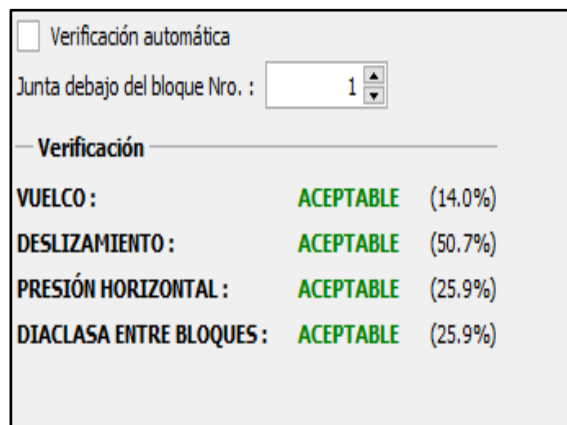 Verificación automática
Junta debajo del bloque Nro. : 1
Verificación
VUELCO : ACEPTABLE (14.0%)
DESLIZAMIENTO : ACEPTABLE (50.7%)
PRESIÓN HORIZONTAL : ACEPTABLE (25.9%)
DIACLASA ENTRE BLOQUES : ACEPTABLE (25.9%)